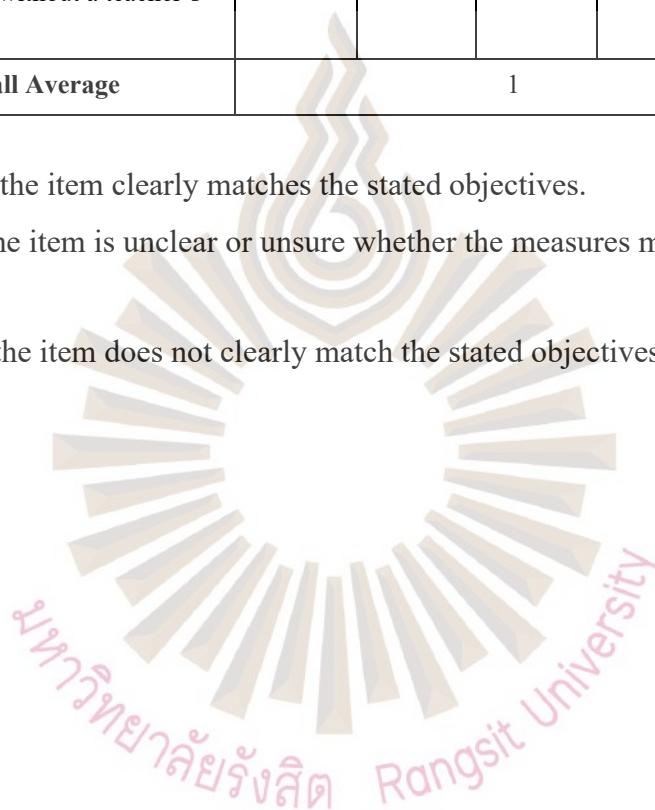 without a teacher's
all Average 1
the item clearly matches the stated objectives.
he item is unclear or unsure whether the measures m
the item does not clearly match the stated objectives
มหาวิทยาลัยรังสิต Rangsit University